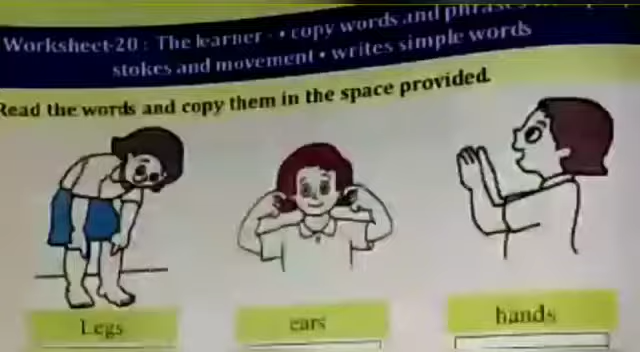 Worksheet-20 : The learner - • copy words and
stokes and movement • writes simple words
Read the words and copy them in the space provided.
Legs
ears
hands